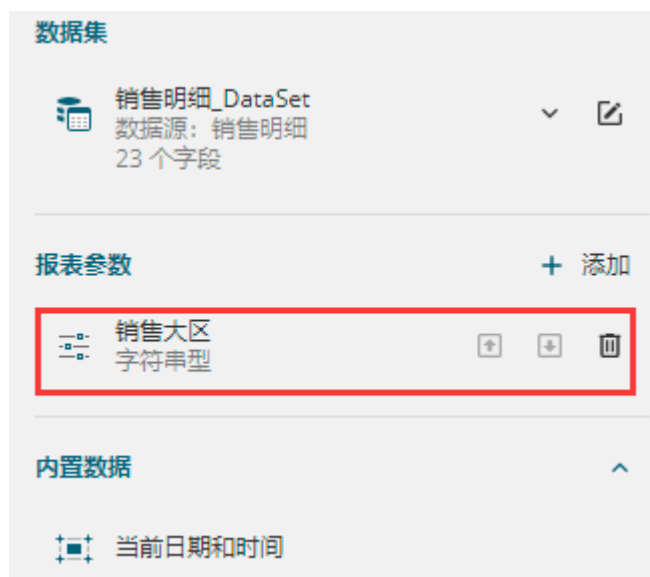 数据集
销售明细_DataSet
数据源：销售明细
23 个字段
报表参数
+ 添加
销售大区
字符串型
内置数据
当前日期和时间